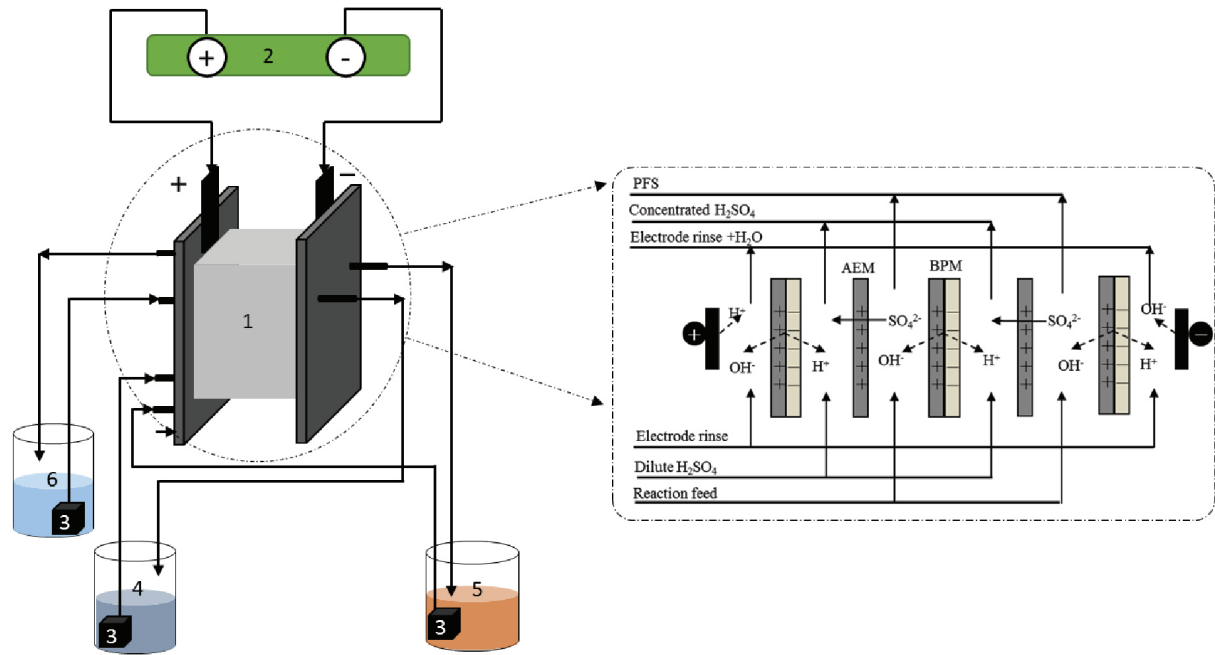 + 2 -
+ −
1
6
3
4
3
5
3
PFS
Concentrated H₂SO₄
Electrode rinse +H₂O
AEM BPM
H⁺ SO₄²⁻ SO₄²⁻ OH⁻
+ −
OH⁻ H⁺ OH⁻ H⁺ OH⁻ H⁺
Electrode rinse
Dilute H₂SO₄
Reaction feed